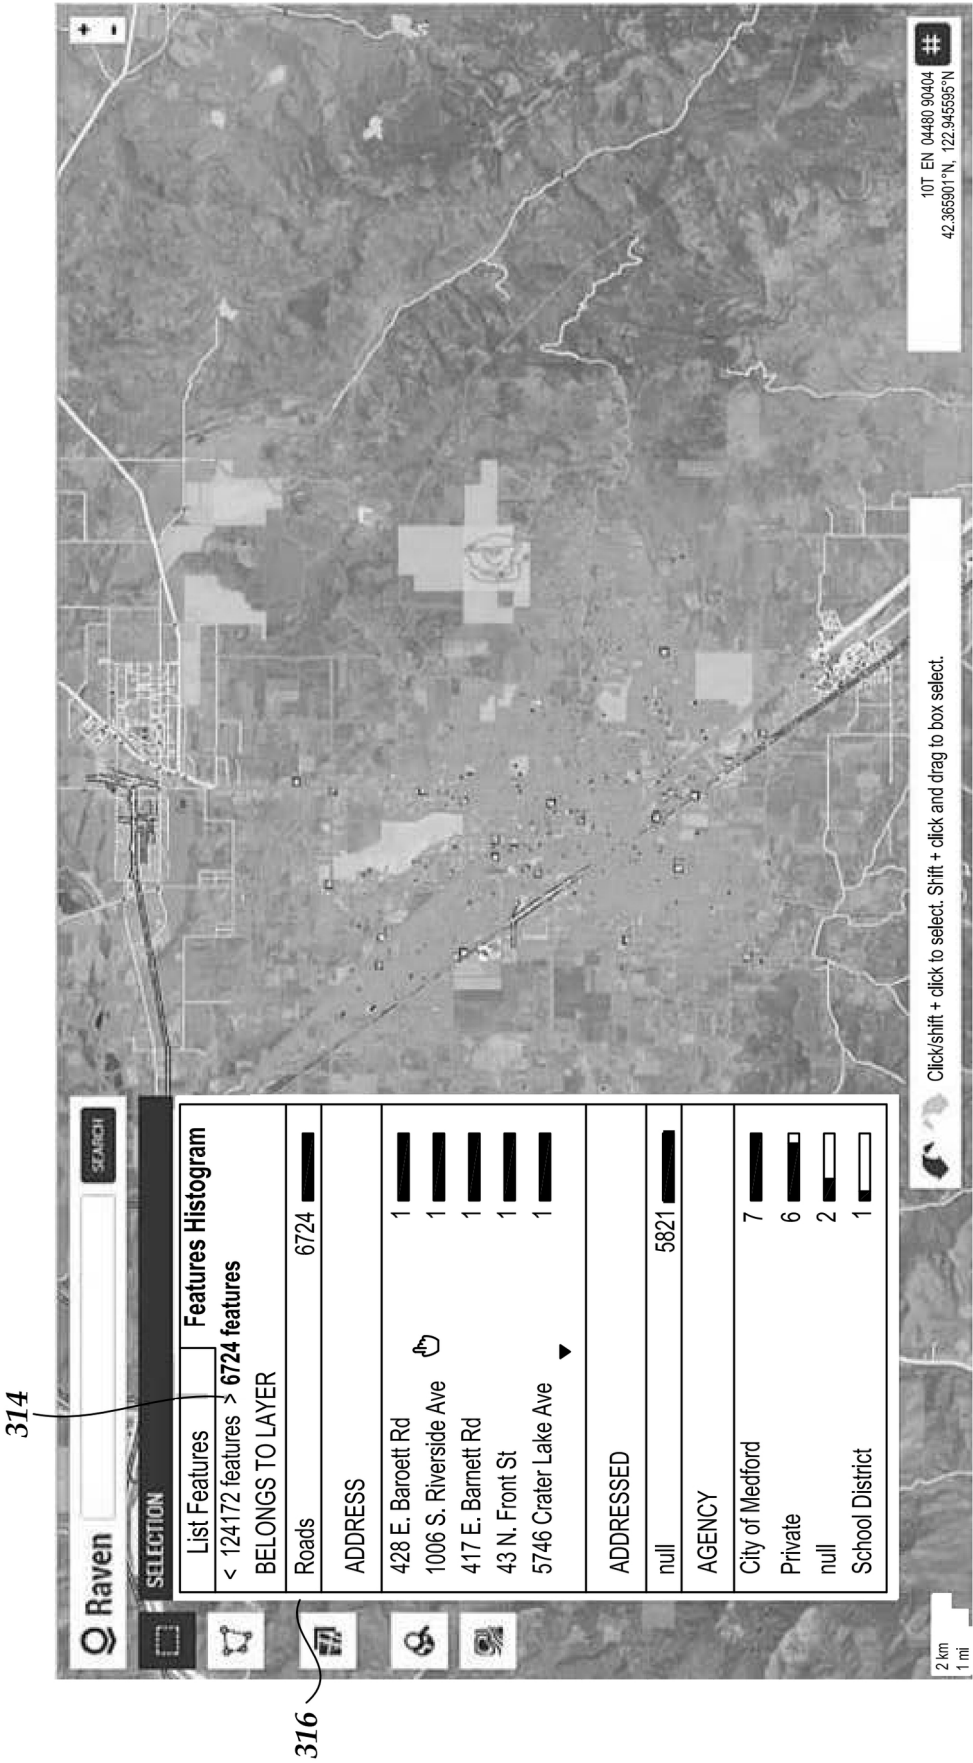 314
316
Raven
SEARCH
+
-
SELECTION
List Features
Features Histogram
< 124172 features > 6724 features
BELONGS TO LAYER
Roads 6724
ADDRESS
428 E. Baroett Rd 1
1006 S. Riverside Ave 1
417 E. Barnett Rd 1
43 N. Front St 1
5746 Crater Lake Ave 1
ADDRESSED
null 5821
AGENCY
City of Medford 7
Private 6
null 2
School District 1
2 km
1 mi
Click/shift + click to select. Shift + click and drag to box select.
10T EN 04480 90404
42.365901°N, 122.945595°N
#